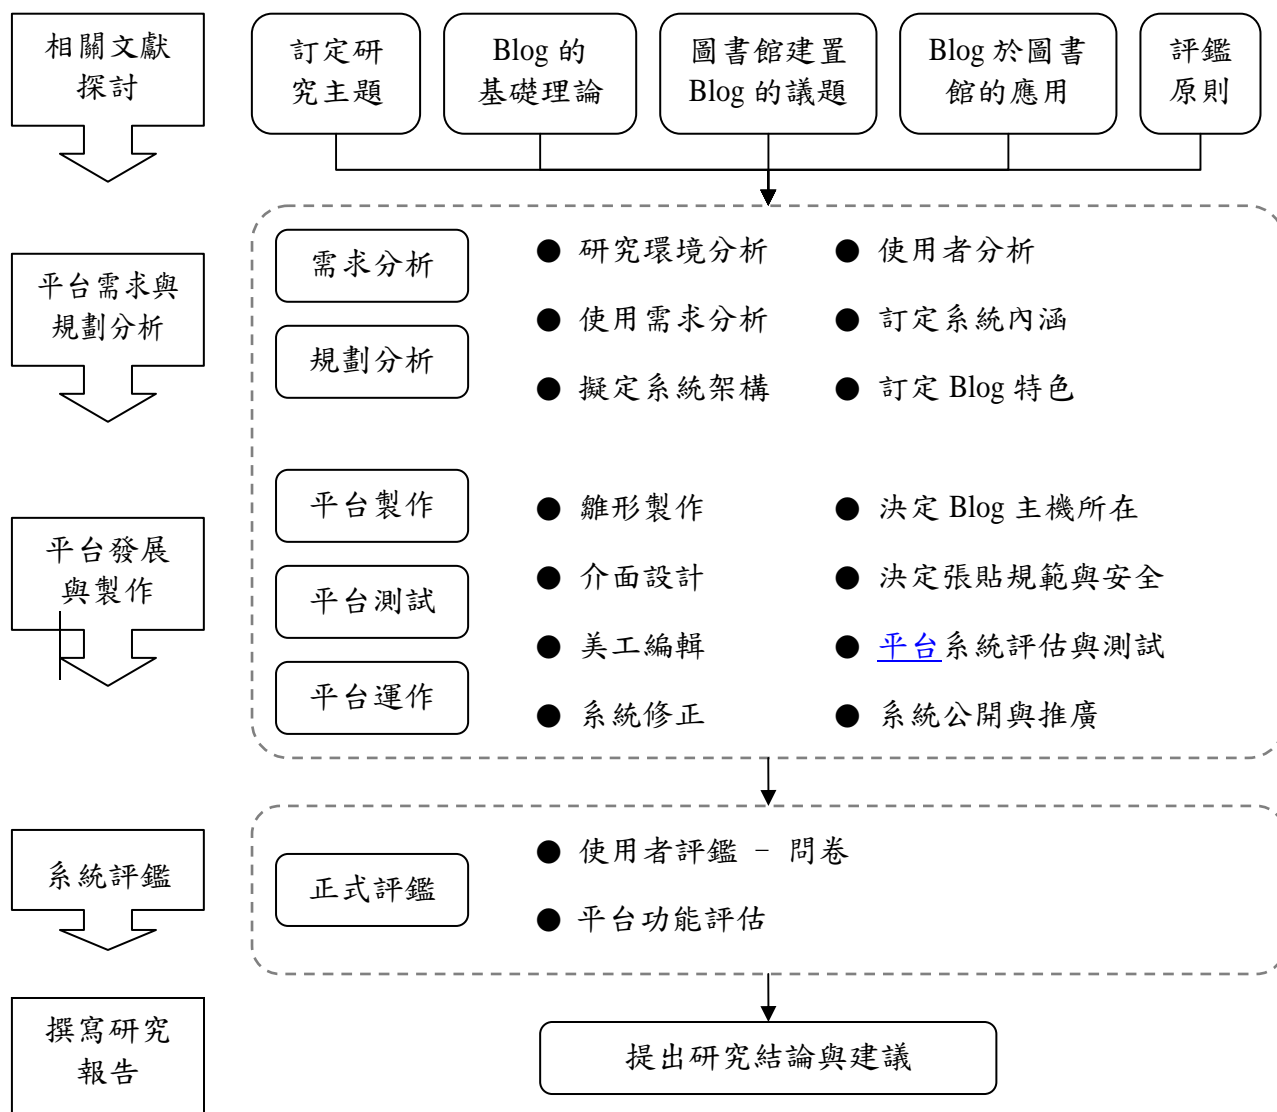 相關文獻
探討
訂定研
究主題
Blog 的
基礎理論
圖書館建置
Blog 的議題
Blog 於圖書
館的應用
評鑑
原則
平台需求與
規劃分析
需求分析
規劃分析
● 研究環境分析
● 使用者分析
● 使用需求分析
● 訂定系統內涵
● 擬定系統架構
● 訂定 Blog 特色
平台發展
與製作
平台製作
平台測試
平台運作
● 雛形製作
● 決定 Blog 主機所在
● 介面設計
● 決定張貼規範與安全
● 美工編輯
● 平台系統評估與測試
● 系統修正
● 系統公開與推廣
系統評鑑
正式評鑑
● 使用者評鑑 － 問卷
● 平台功能評估
撰寫研究
報告
提出研究結論與建議